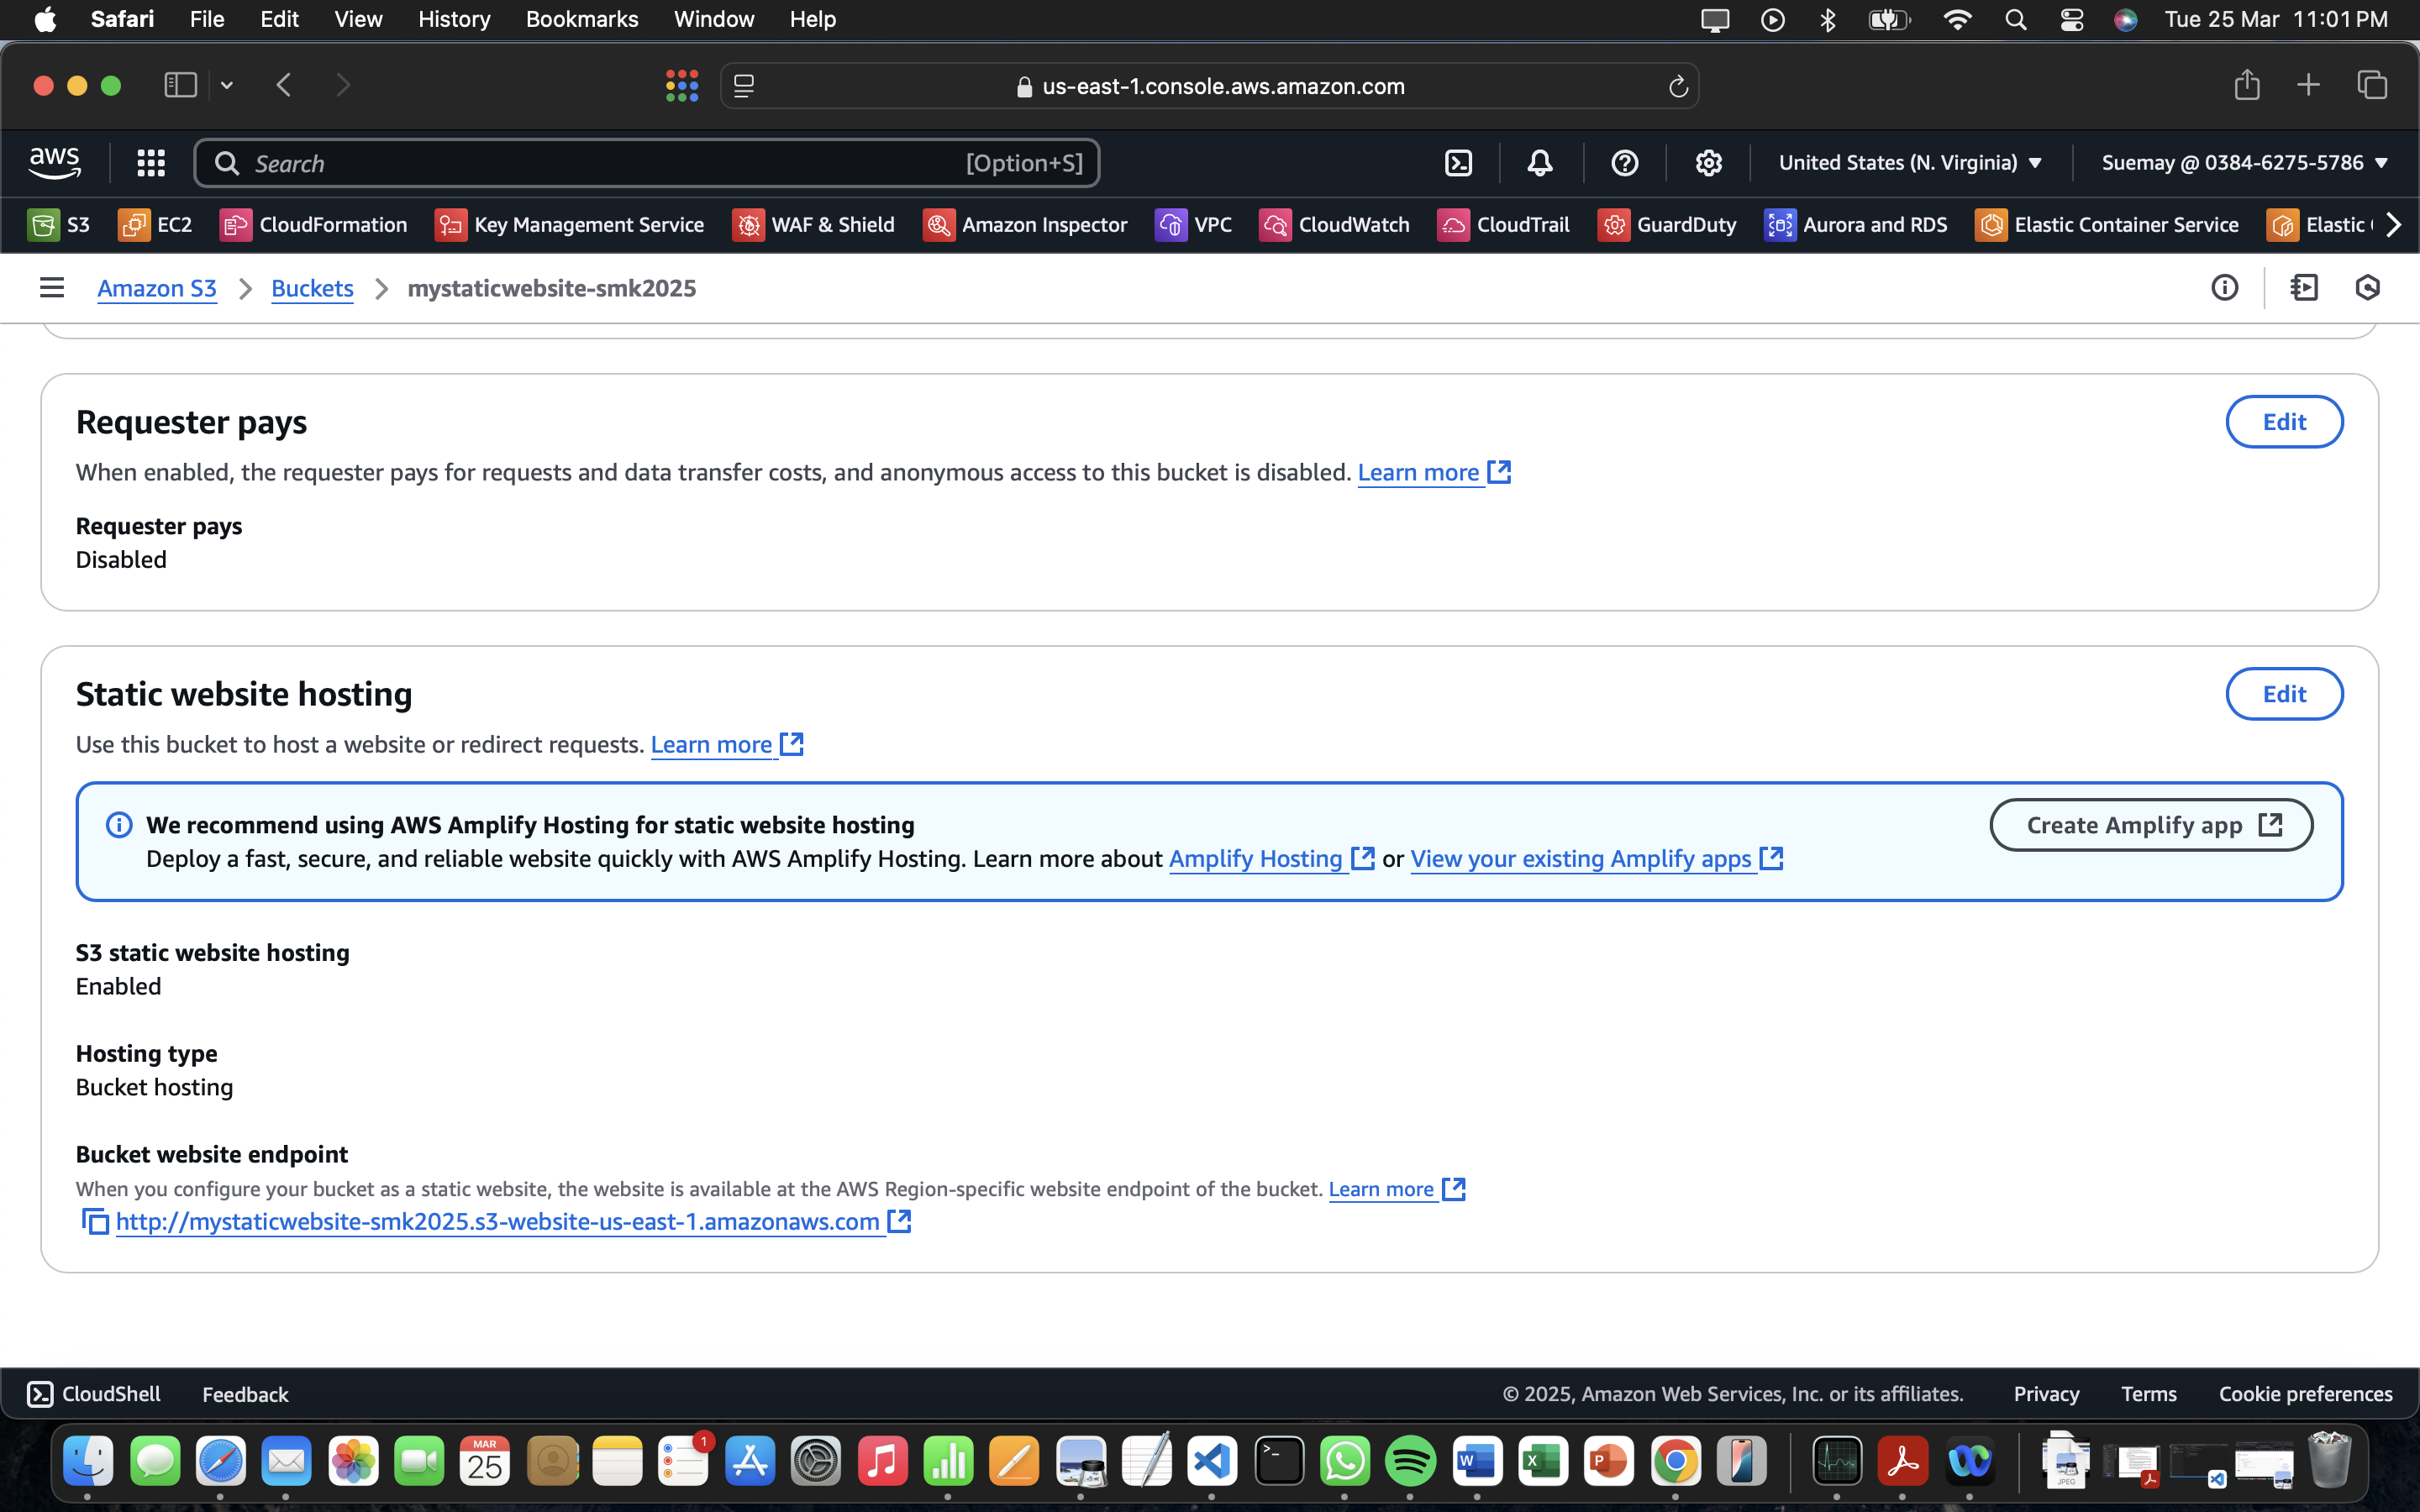 Safari File Edit View History Bookmarks Window Help Tue 25 Mar 11:01 PM
us-east-1.console.aws.amazon.com
aws Search [Option+S] United States (N. Virginia) Suemay @ 0384-6275-5786
S3 EC2 CloudFormation Key Management Service WAF & Shield Amazon Inspector VPC CloudWatch CloudTrail GuardDuty Aurora and RDS Elastic Container Service Elastic
Amazon S3 Buckets mystaticwebsite-smk2025
Requester pays Edit
When enabled, the requester pays for requests and data transfer costs, and anonymous access to this bucket is disabled. Learn more
Requester pays
Disabled
Static website hosting Edit
Use this bucket to host a website or redirect requests. Learn more
We recommend using AWS Amplify Hosting for static website hosting Create Amplify app
Deploy a fast, secure, and reliable website quickly with AWS Amplify Hosting. Learn more about Amplify Hosting or View your existing Amplify apps
S3 static website hosting
Enabled
Hosting type
Bucket hosting
Bucket website endpoint
When you configure your bucket as a static website, the website is available at the AWS Region-specific website endpoint of the bucket. Learn more
http://mystaticwebsite-smk2025.s3-website-us-east-1.amazonaws.com
CloudShell Feedback © 2025, Amazon Web Services, Inc. or its affiliates. Privacy Terms Cookie preferences
MAR
25
1
W X P
JPEG